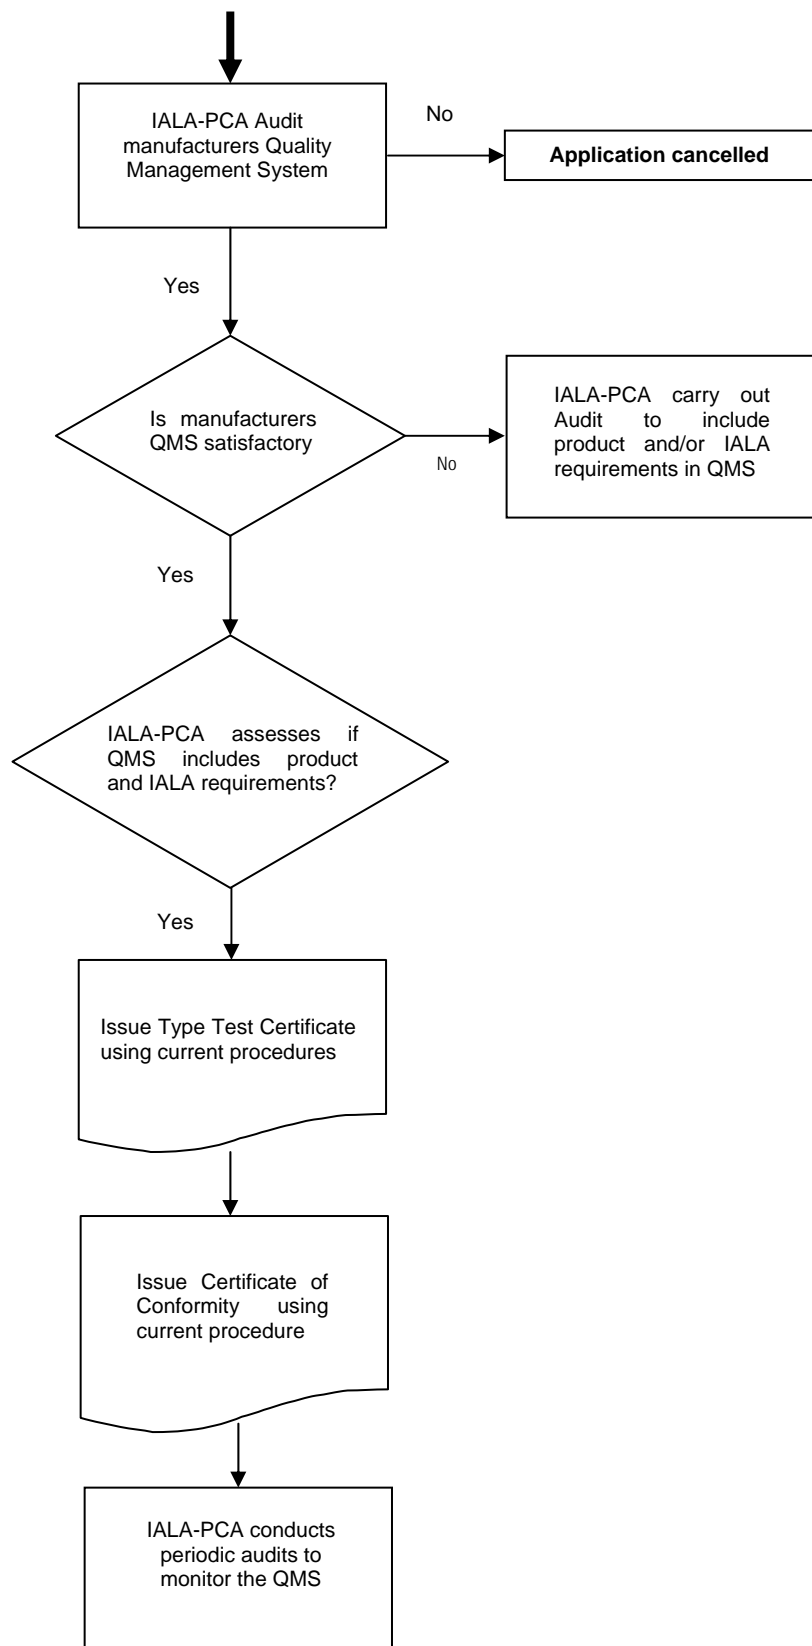 IALA-PCA Audit
manufacturers Quality
Management System
No
Application cancelled
Yes
Is manufacturers
QMS satisfactory
No
IALA-PCA carry out
Audit to include
product and/or IALA
requirements in QMS
Yes
IALA-PCA assesses if
QMS includes product
and IALA requirements?
Yes
Issue Type Test Certificate
using current procedures
Issue Certificate of
Conformity using
current procedure
IALA-PCA conducts
periodic audits to
monitor the QMS